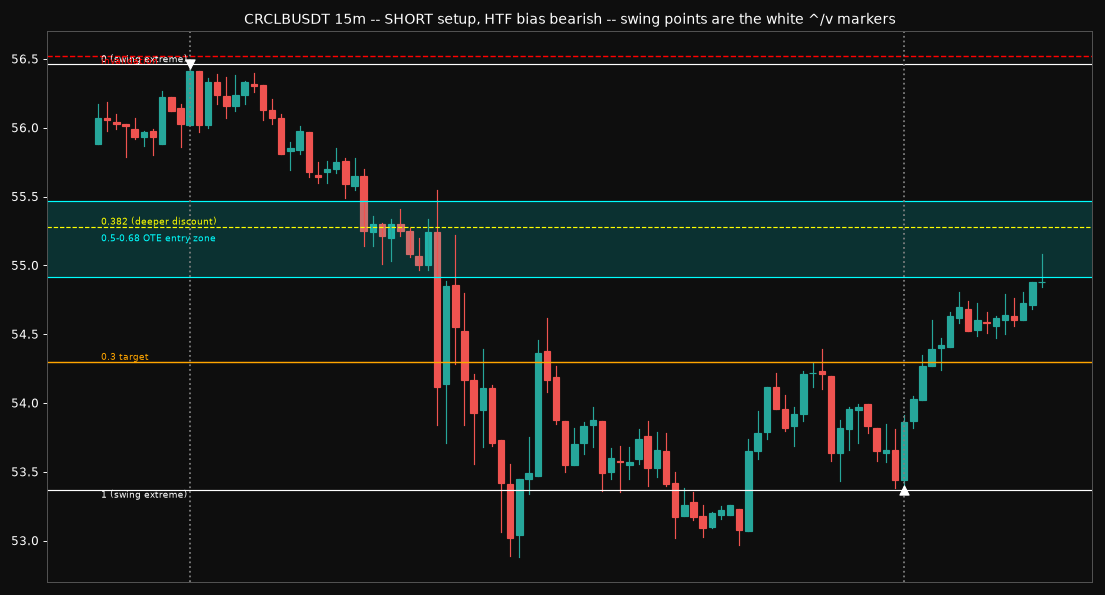 CRCLBUSDT 15m -- SHORT setup, HTF bias bearish -- swing points are the white ^/v markers
56.5
0 (swing extreme)
56.0
55.5
0.382 (deeper discount)
0.5-0.68 OTE entry zone
55.0
54.5
0.3 target
54.0
53.5
1 (swing extreme)
53.0